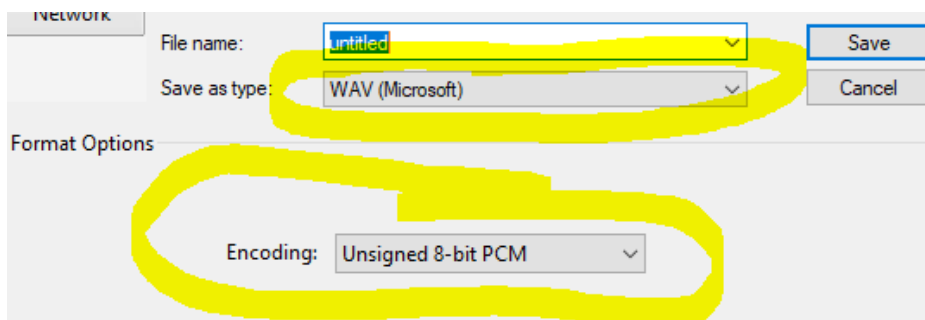 Network
File name: untitled Save
Save as type: WAV (Microsoft) Cancel
Format Options
Encoding: Unsigned 8-bit PCM